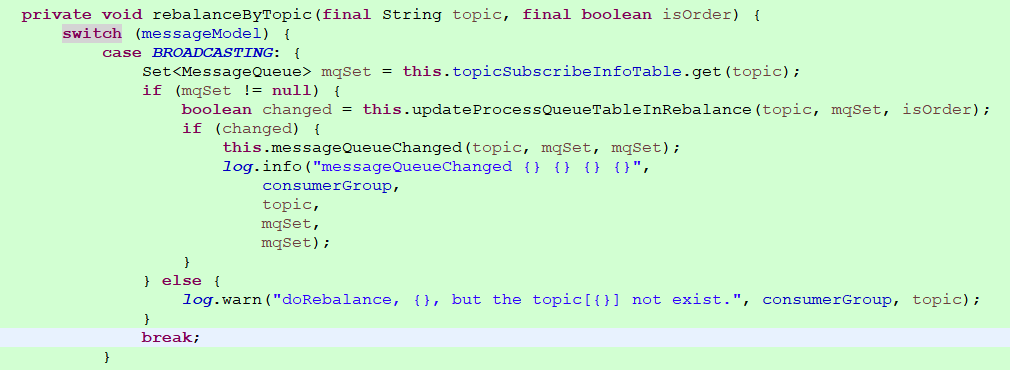 private void rebalanceByTopic(final String topic, final boolean isOrder) {
    switch (messageModel) {
        case BROADCASTING: {
            Set<MessageQueue> mqSet = this.topicSubscribeInfoTable.get(topic);
            if (mqSet != null) {
                boolean changed = this.updateProcessQueueTableInRebalance(topic, mqSet, isOrder);
                if (changed) {
                    this.messageQueueChanged(topic, mqSet, mqSet);
                    log.info("messageQueueChanged {} {} {} {}",
                        consumerGroup,
                        topic,
                        mqSet,
                        mqSet);
                }
            } else {
                log.warn("doRebalance, {}, but the topic[{}] not exist.", consumerGroup, topic);
            }
            break;
        }